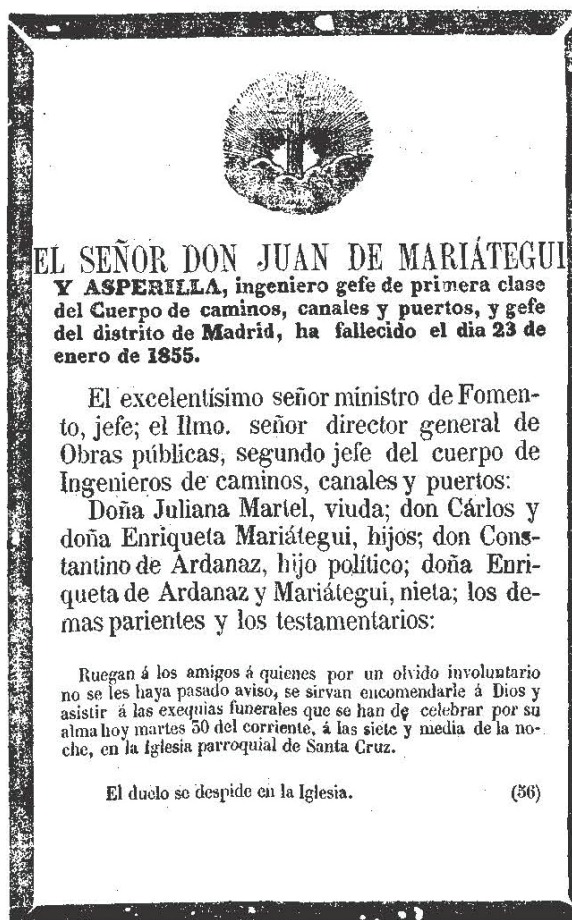 EL SEÑOR DON JUAN DE MARIÁTEGUI
Y ASPERILLA, ingeniero gefe de primera clase
del Cuerpo de caminos, canales y puertos, y gefe
del distrito de Madrid, ha fallecido el dia 23 de
enero de 1855.
El excelentísimo señor ministro de Fomen-
to, jefe; el Ilmo. señor director general de
Obras públicas, segundo jefe del cuerpo de
Ingenieros de caminos, canales y puertos:
Doña Juliana Martel, viuda; don Cárlos y
doña Enriqueta Mariátegui, hijos; don Cons-
tantino de Ardanaz, hijo político; doña Enri-
queta de Ardanaz y Mariátegui, nieta; los de-
mas parientes y los testamentarios:
Ruegan á los amigos á quienes por un olvido involuntario
no se les haya pasado aviso, se sirvan encomendarle á Dios y
asistir á las exequias funerales que se han de celebrar por su
alma hoy martes 30 del corriente, á las siete y media de la no-
che, en la Iglesia parroquial de Santa Cruz.
El duelo se despide en la Iglesia. (56)